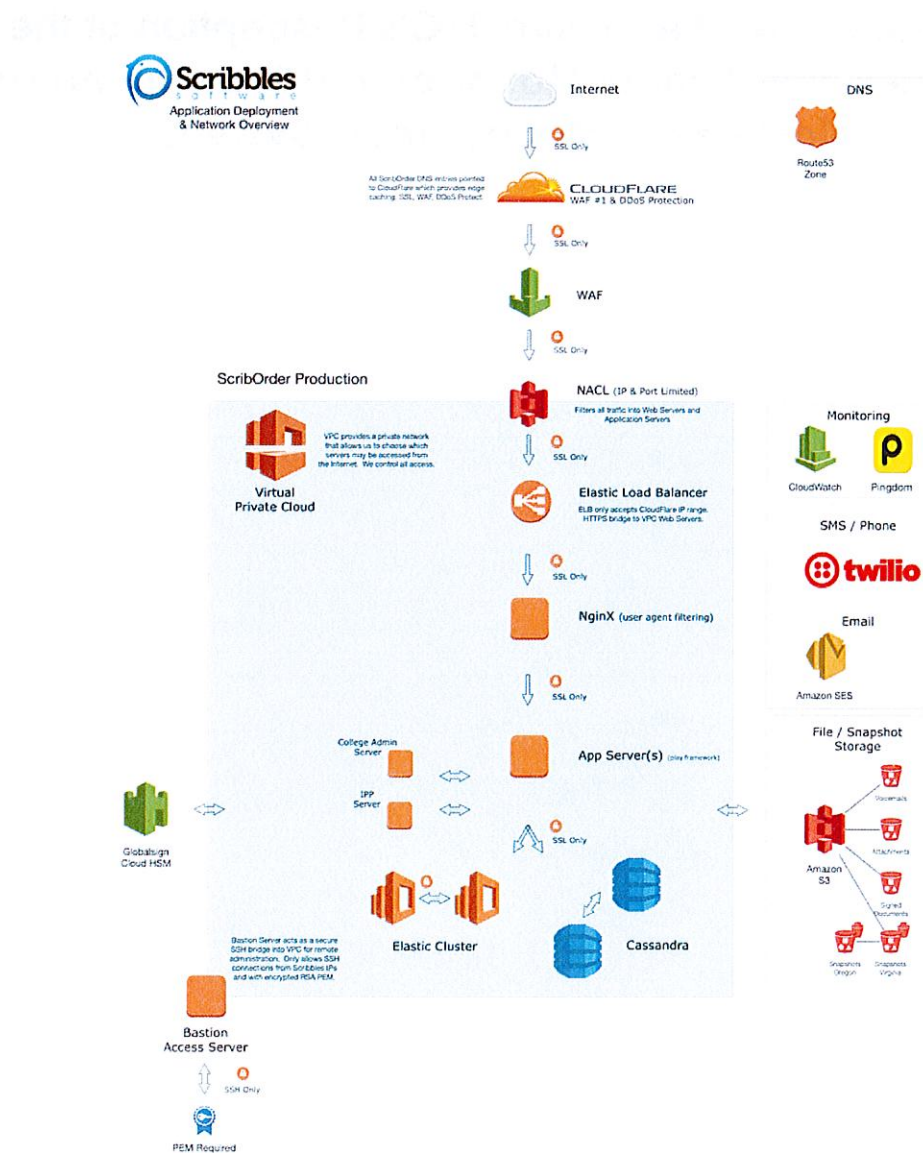 Scribbles
software
Application Deployment
& Network Overview
Internet
SSL Only
DNS
Route53
Zone
All ScribOrder DNS entries pointed
to CloudFlare which provides edge
caching, SSL, WAF, DDoS Protect
CLOUDFLARE
WAF #1 & DDoS Protection
SSL Only
WAF
SSL Only
ScribOrder Production
NACL (IP & Port Limited)
Filters all traffic into Web Servers and
Application Servers
SSL Only
Virtual
Private Cloud
VPC provides a private network
that allows us to choose which
servers may be accessed from
the Internet. We control all access.
Elastic Load Balancer
ELB only accepts CloudFlare IP range.
HTTPS bridge to VPC Web Servers.
SSL Only
NginX (user agent filtering)
SSL Only
App Server(s) (play framework)
College Admin
Server
IPP
Server
SSL Only
Globalsign
Cloud HSM
Elastic Cluster
Cassandra
Bastion Server acts as a secure
SSH bridge into VPC for remote
administration. Only allows SSH
connections from Scribbles IPs
and with encrypted RSA PEM.
Bastion
Access Server
SSH Only
PEM Required
Monitoring
CloudWatch
Pingdom
SMS / Phone
twilio
Email
Amazon SES
File / Snapshot
Storage
Amazon
S3
Voicemails
Attachments
Signed
Documents
Snapshots
Oregon
Snapshots
Virginia